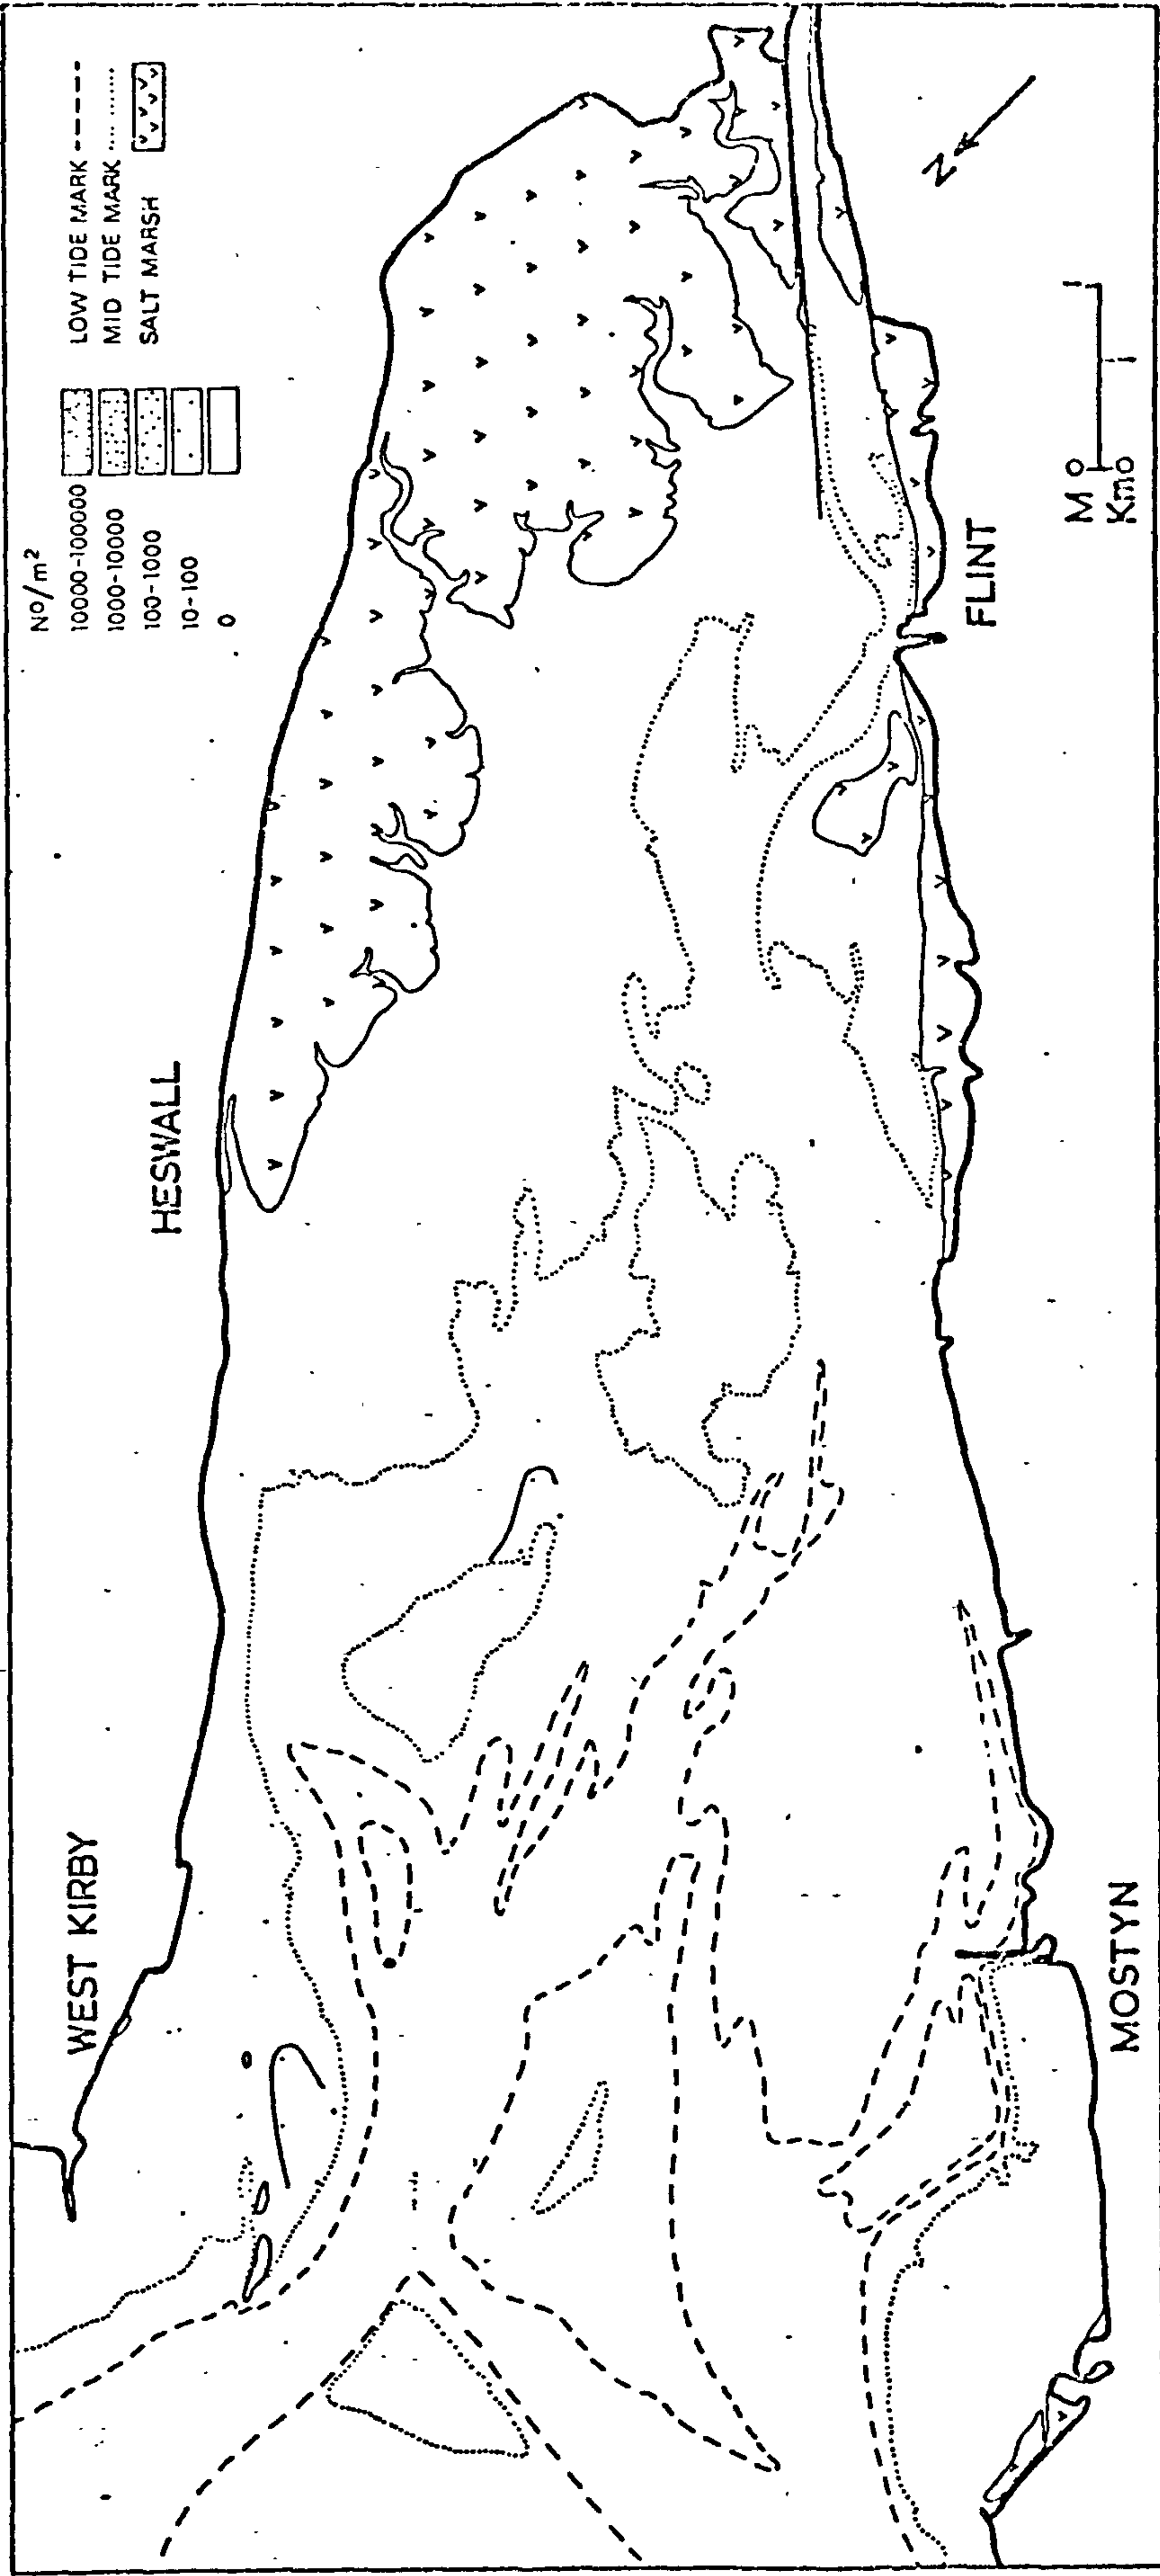 Nº/m²
10000-100000
1000-10000
100-1000
10-100
0
LOW TIDE MARK
MID TIDE MARK
SALT MARSH
WEST KIRBY
HESWALL
FLINT
MOSTYN
N
M 0 1
Km 0 1